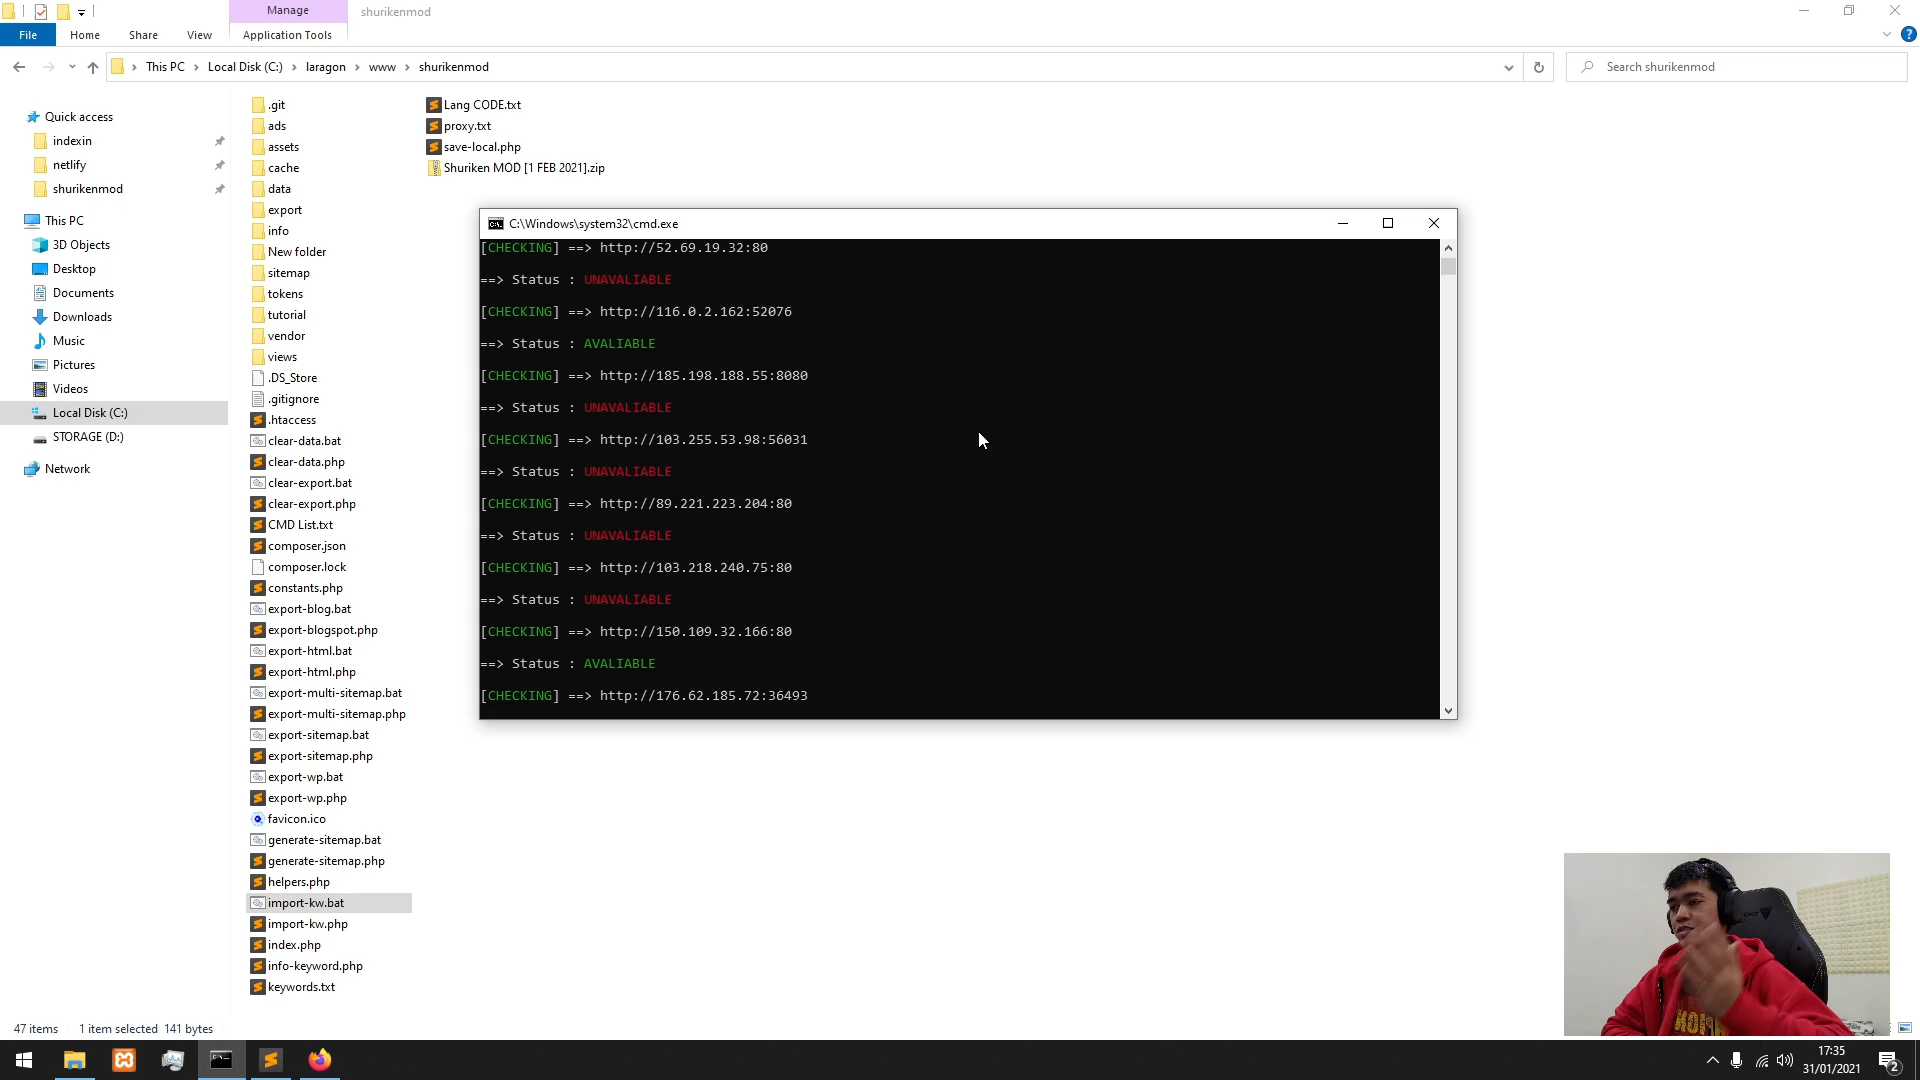 Manage
shurikenmod
File
Home
Share
View
Application Tools
This PC
Local Disk (C:)
laragon
www
shurikenmod
Search shurikenmod
Quick access
indexin
netlify
shurikenmod
This PC
3D Objects
Desktop
Documents
Downloads
Music
Pictures
Videos
Local Disk (C:)
STORAGE (D:)
Network
.git
ads
assets
cache
data
export
info
New folder
sitemap
tokens
tutorial
vendor
views
.DS_Store
.gitignore
.htaccess
clear-data.bat
clear-data.php
clear-export.bat
clear-export.php
CMD List.txt
composer.json
composer.lock
constants.php
export-blog.bat
export-blogspot.php
export-html.bat
export-html.php
export-multi-sitemap.bat
export-multi-sitemap.php
export-sitemap.bat
export-sitemap.php
export-wp.bat
export-wp.php
favicon.ico
generate-sitemap.bat
generate-sitemap.php
helpers.php
import-kw.bat
import-kw.php
index.php
info-keyword.php
keywords.txt
Lang CODE.txt
proxy.txt
save-local.php
Shuriken MOD [1 FEB 2021].zip
C:\Windows\system32\cmd.exe
[CHECKING] ==> http://52.69.19.32:80
==> Status : UNAVALIABLE
[CHECKING] ==> http://116.0.2.162:52076
==> Status : AVALIABLE
[CHECKING] ==> http://185.198.188.55:8080
==> Status : UNAVALIABLE
[CHECKING] ==> http://103.255.53.98:56031
==> Status : UNAVALIABLE
[CHECKING] ==> http://89.221.223.204:80
==> Status : UNAVALIABLE
[CHECKING] ==> http://103.218.240.75:80
==> Status : UNAVALIABLE
[CHECKING] ==> http://150.109.32.166:80
==> Status : AVALIABLE
[CHECKING] ==> http://176.62.185.72:36493
47 items
1 item selected 141 bytes
17:35
31/01/2021
2